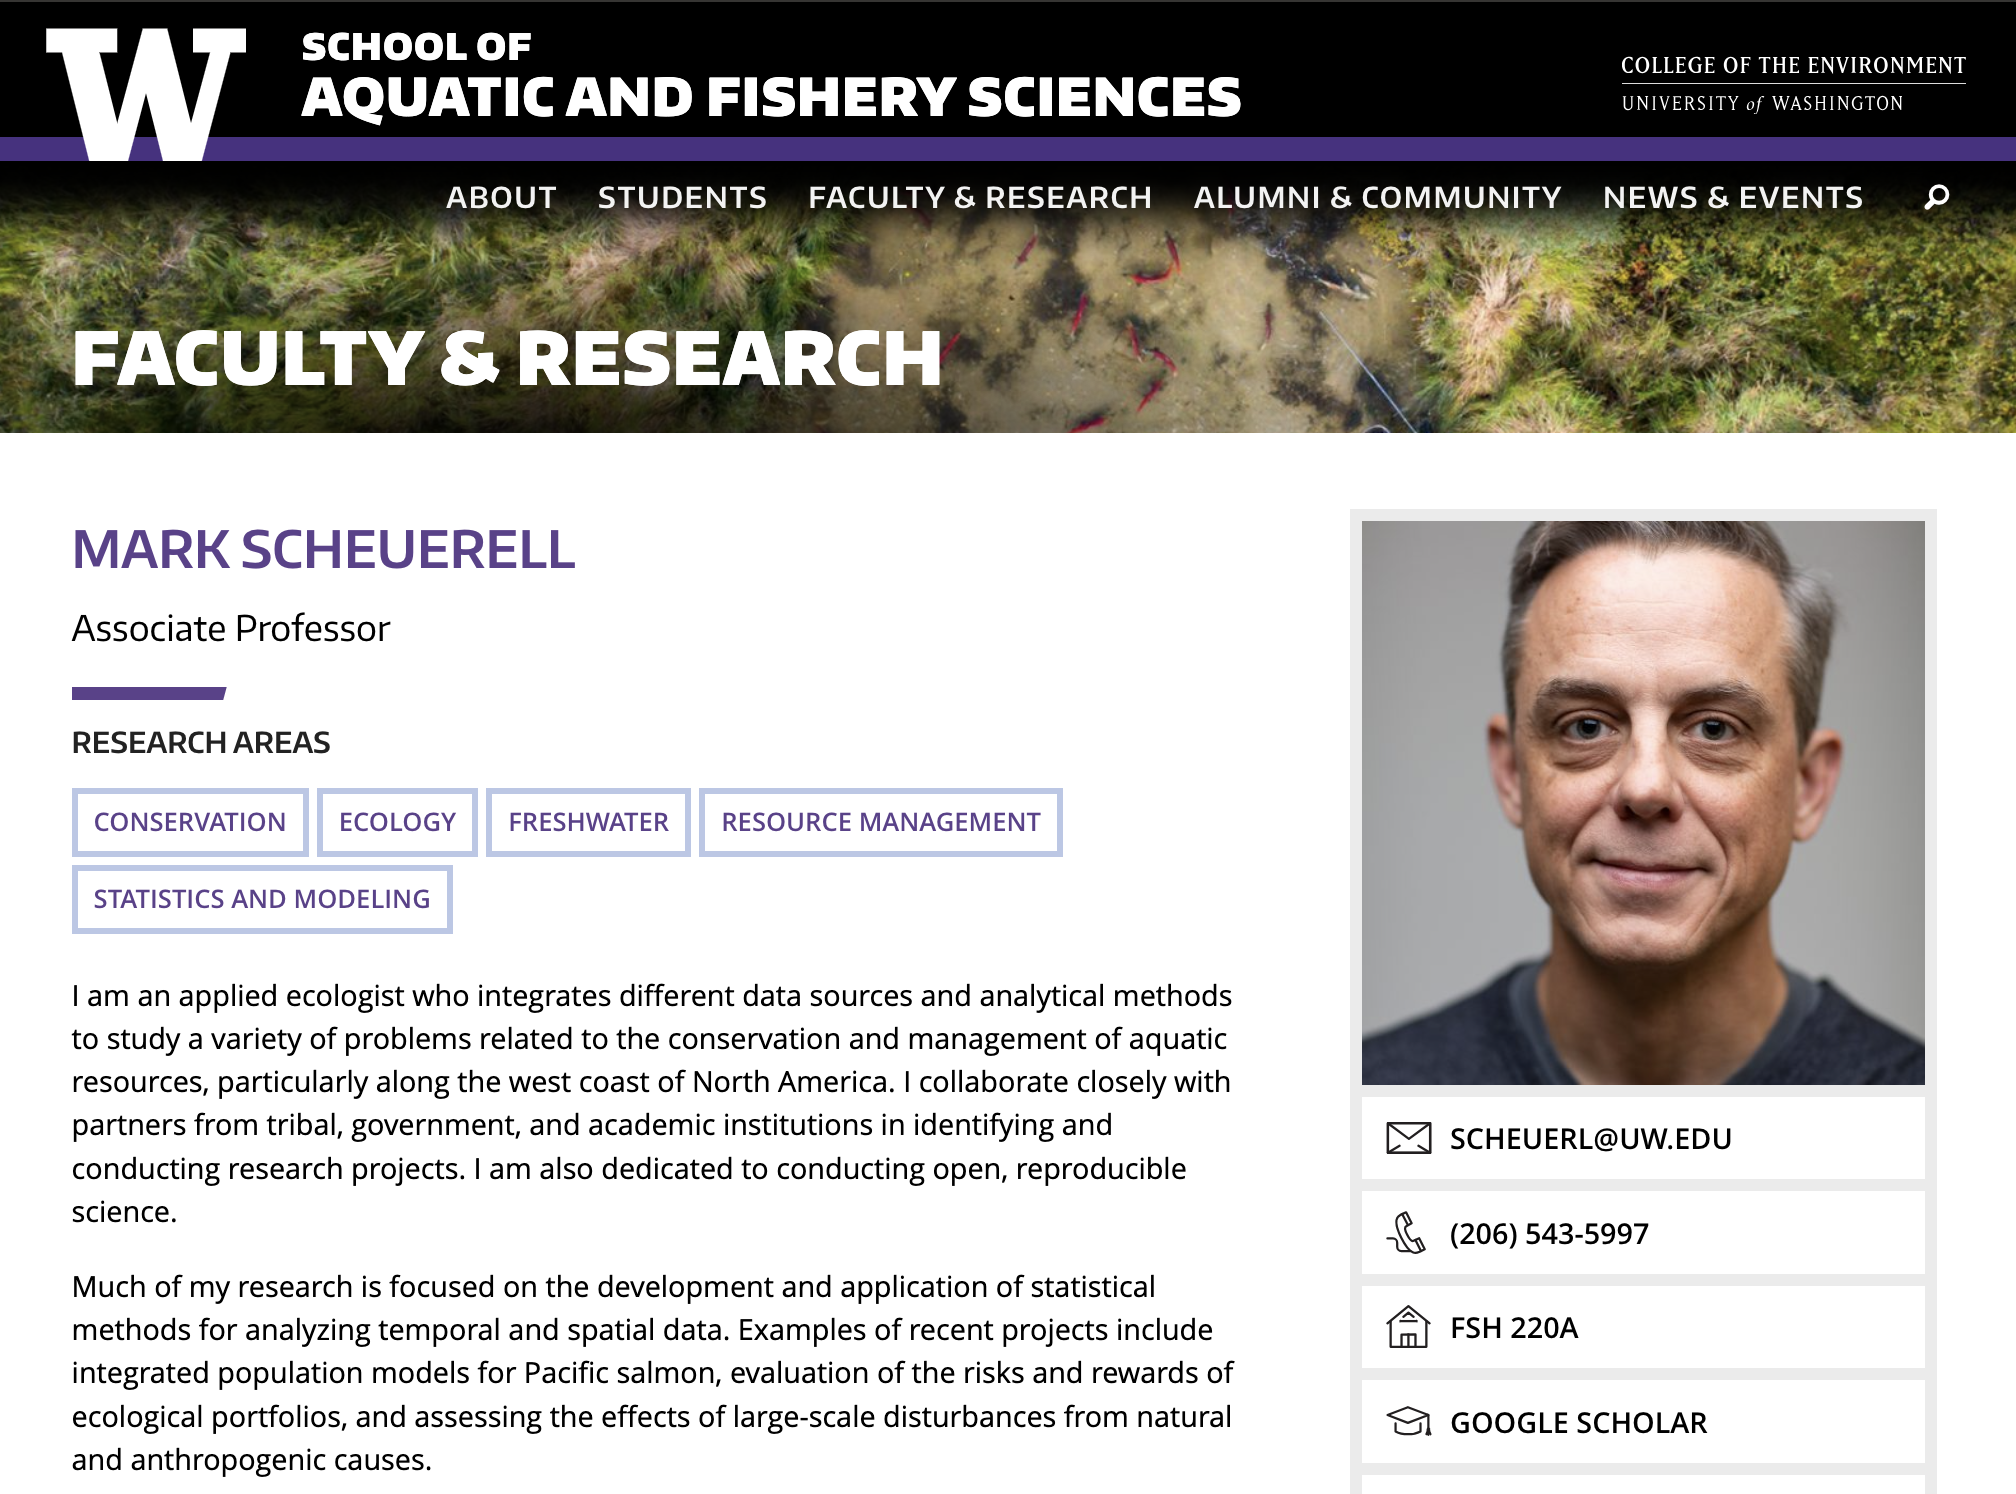 W
SCHOOL OF
AQUATIC AND FISHERY SCIENCES
COLLEGE OF THE ENVIRONMENT
UNIVERSITY of WASHINGTON
ABOUT STUDENTS FACULTY & RESEARCH ALUMNI & COMMUNITY NEWS & EVENTS
FACULTY & RESEARCH
MARK SCHEUERELL
Associate Professor
RESEARCH AREAS
CONSERVATION ECOLOGY FRESHWATER RESOURCE MANAGEMENT
STATISTICS AND MODELING
I am an applied ecologist who integrates different data sources and analytical methods
to study a variety of problems related to the conservation and management of aquatic
resources, particularly along the west coast of North America. I collaborate closely with
partners from tribal, government, and academic institutions in identifying and
conducting research projects. I am also dedicated to conducting open, reproducible
science.
Much of my research is focused on the development and application of statistical
methods for analyzing temporal and spatial data. Examples of recent projects include
integrated population models for Pacific salmon, evaluation of the risks and rewards of
ecological portfolios, and assessing the effects of large-scale disturbances from natural
and anthropogenic causes.
SCHEUERL@UW.EDU
(206) 543-5997
FSH 220A
GOOGLE SCHOLAR